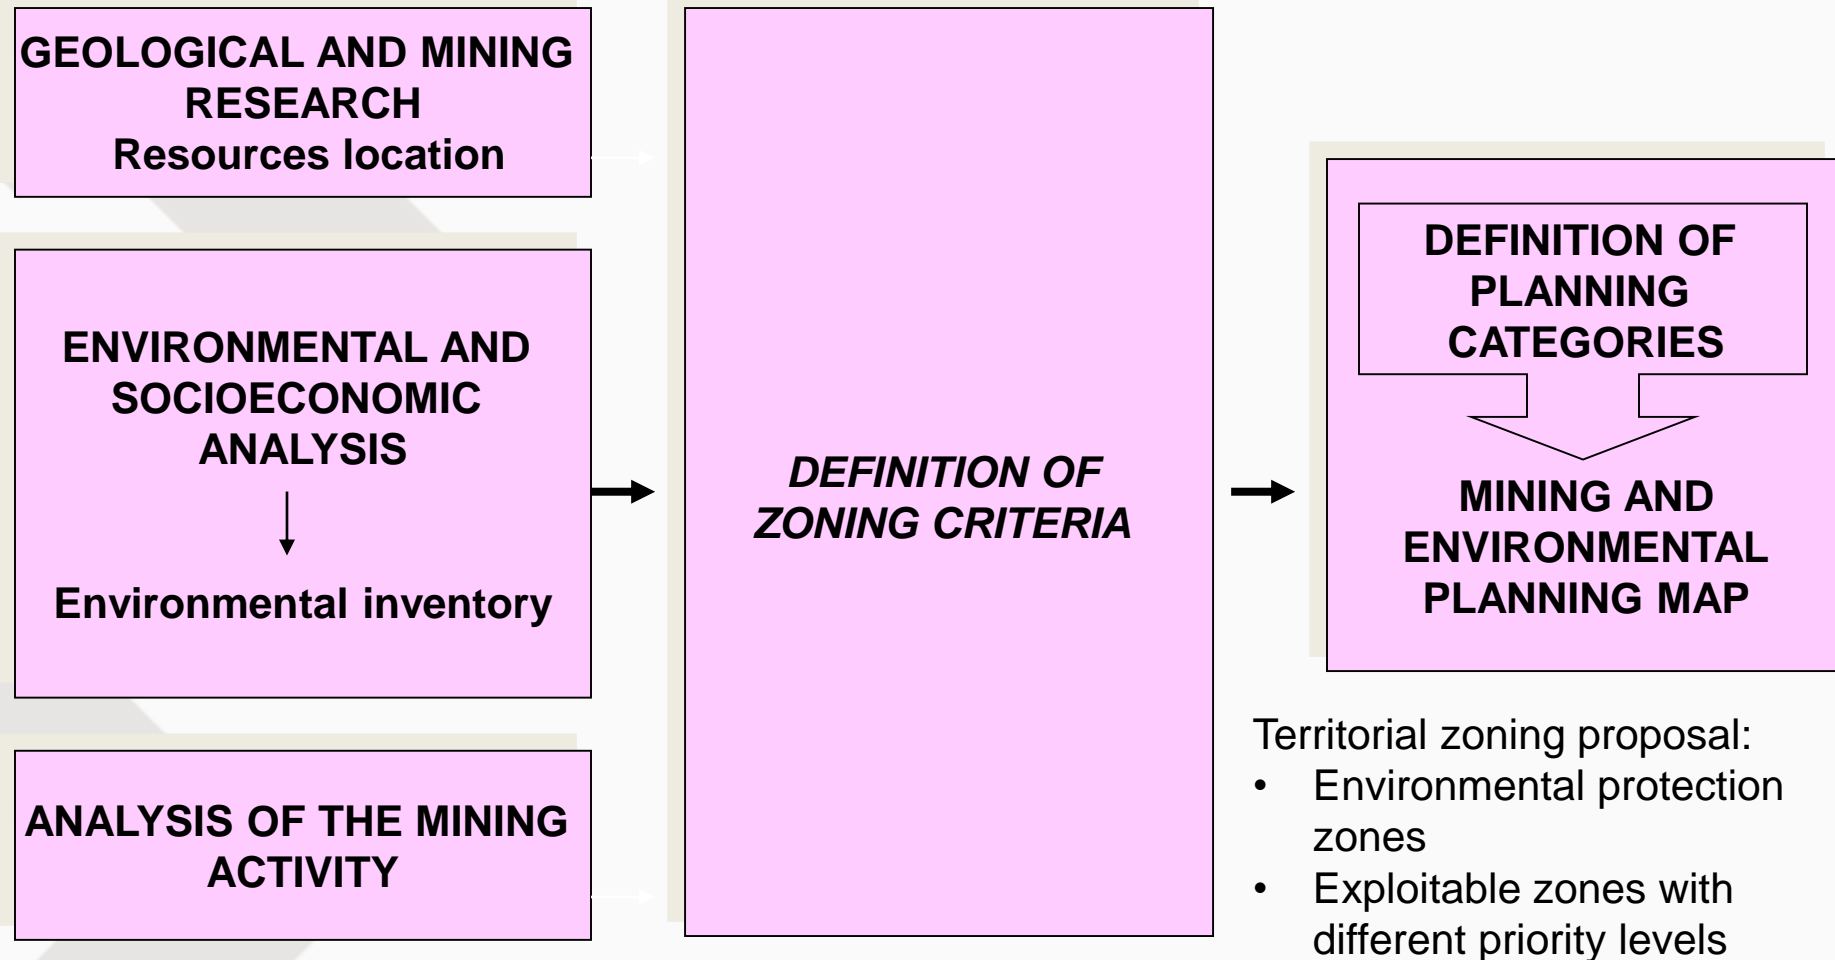 GEOLOGICAL AND MINING
RESEARCH
Resources location
ENVIRONMENTAL AND
SOCIOECONOMIC
ANALYSIS
Environmental inventory
ANALYSIS OF THE MINING
ACTIVITY
DEFINITION OF
ZONING CRITERIA
DEFINITION OF
PLANNING
CATEGORIES
MINING AND
ENVIRONMENTAL
PLANNING MAP
Territorial zoning proposal:
• Environmental protection
zones
• Exploitable zones with
different priority levels